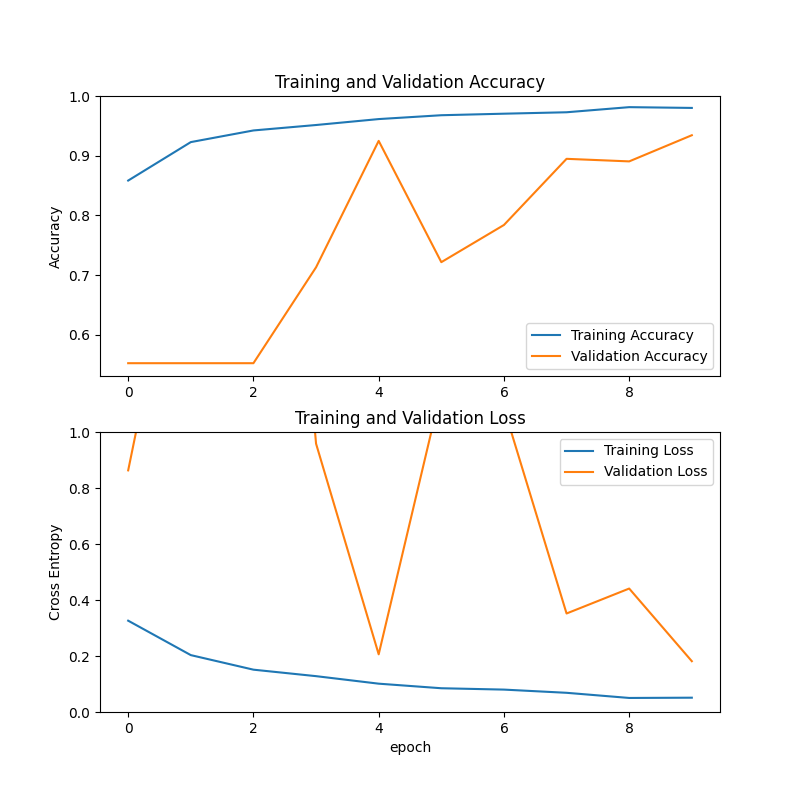 Training and Validation Accuracy
1.0
0.9
0.8
0.7
0.6
Accuracy
Training Accuracy
Validation Accuracy
0 2 4 6 8
Training and Validation Loss
1.0
0.8
0.6
0.4
0.2
0.0
Cross Entropy
Training Loss
Validation Loss
0 2 4 6 8
epoch